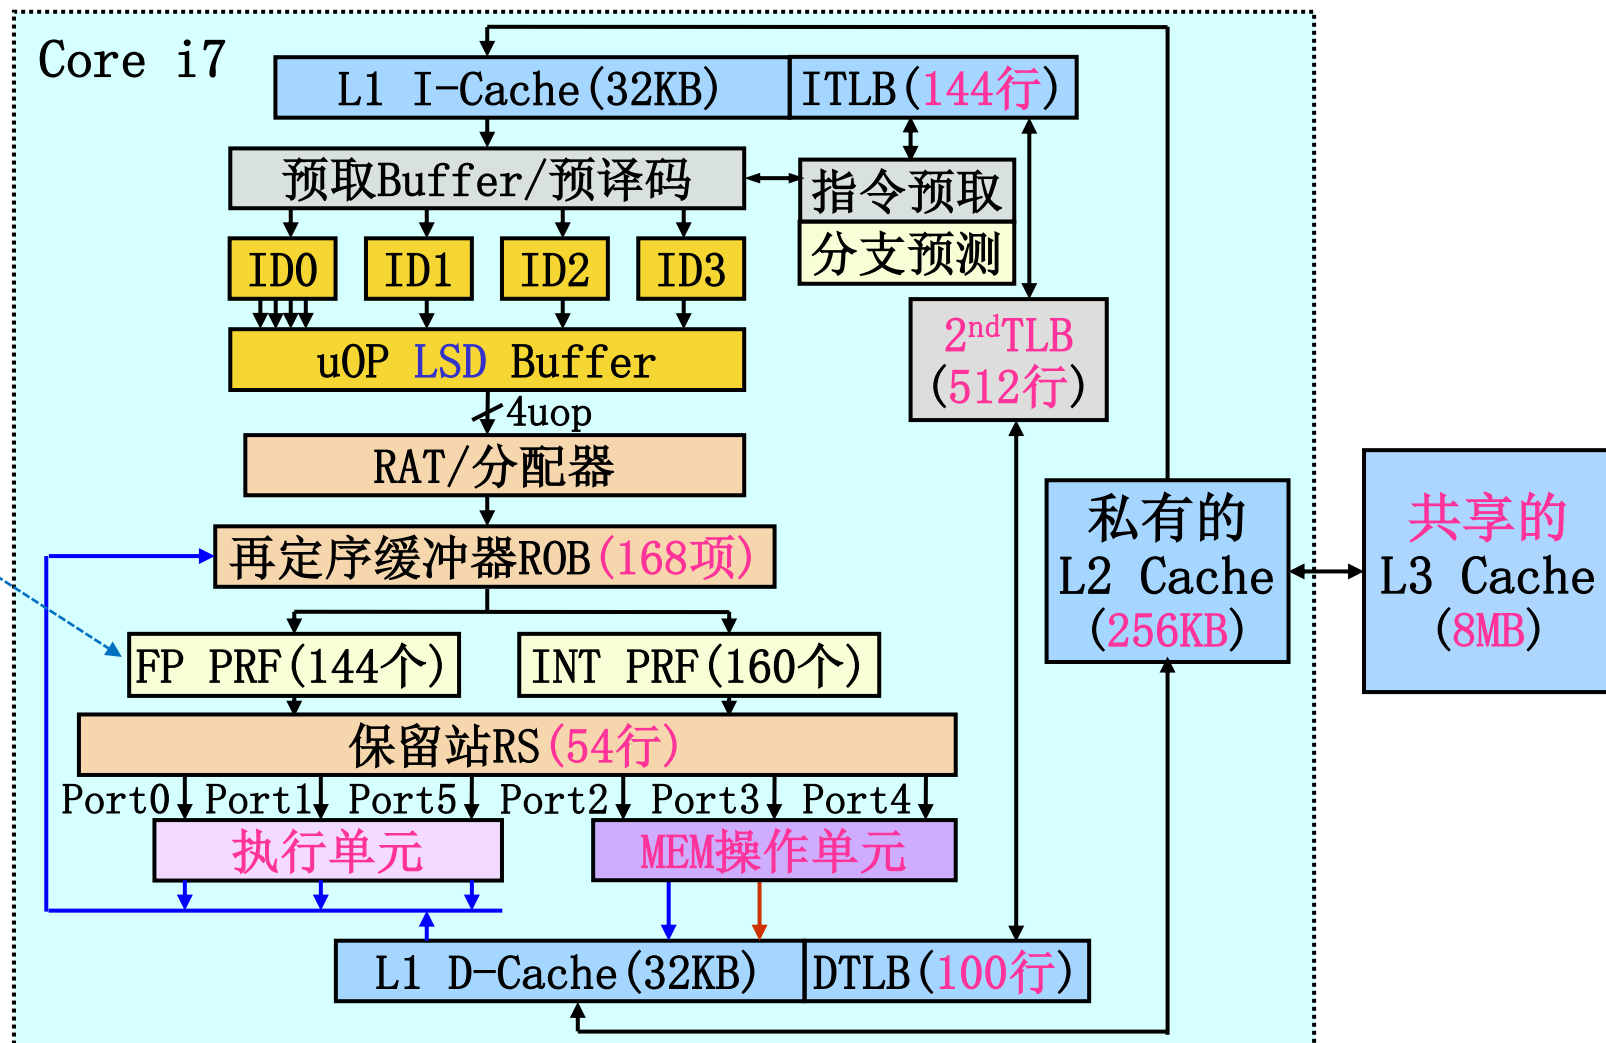 Core i7
L1 I-Cache(32KB)
ITLB(144行)
预取Buffer/预译码
指令预取
分支预测
ID0
ID1
ID2
ID3
uOP LSD Buffer
2ndTLB
(512行)
4uop
RAT/分配器
再定序缓冲器ROB(168项)
私有的
L2 Cache
(256KB)
共享的
L3 Cache
(8MB)
FP PRF(144个)
INT PRF(160个)
保留站RS(54行)
Port0
Port1
Port5
Port2
Port3
Port4
执行单元
MEM操作单元
L1 D-Cache(32KB)
DTLB(100行)